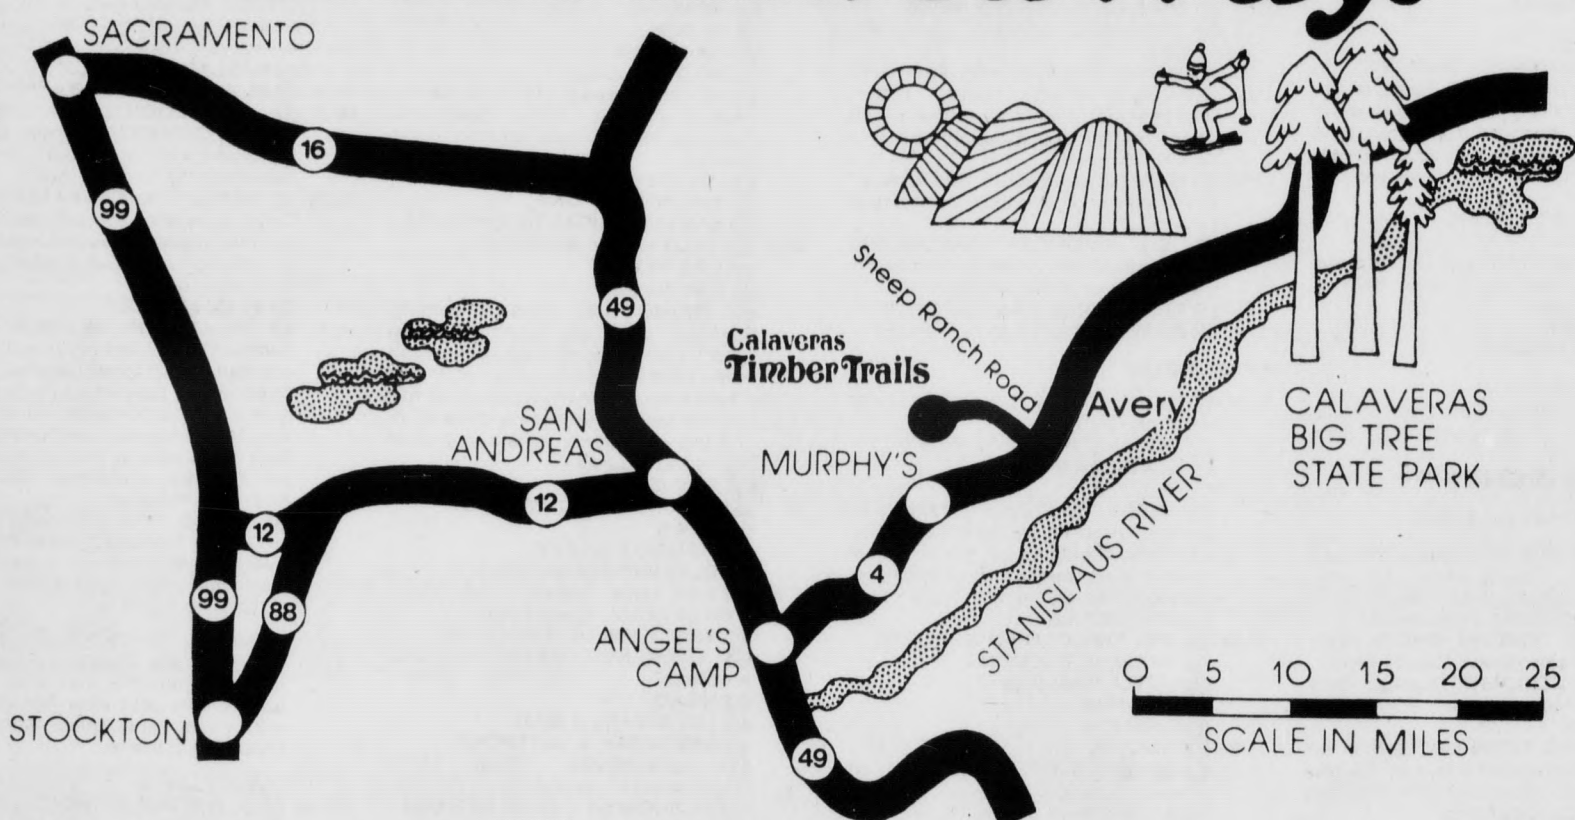 SACRAMENTO
16
99
49
Sheep Ranch Road
Calaveras
Timber Trails
SAN
ANDREAS
Avery
CALAVERAS
BIG TREE
STATE PARK
MURPHY'S
12
12
4
STANISLAUS RIVER
99
88
ANGEL'S
CAMP
0 5 10 15 20 25
SCALE IN MILES
STOCKTON
49